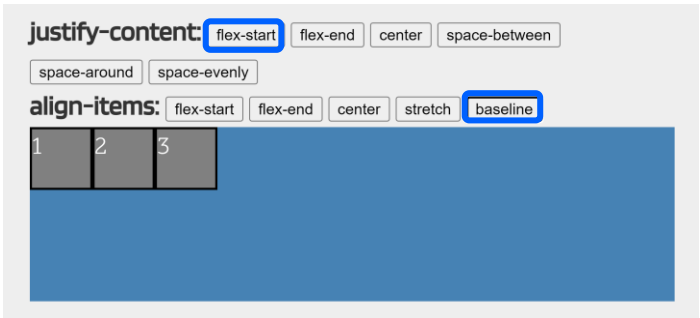 justify-content: flex-start flex-end center space-between
space-around space-evenly
align-items: flex-start flex-end center stretch baseline
1 2 3